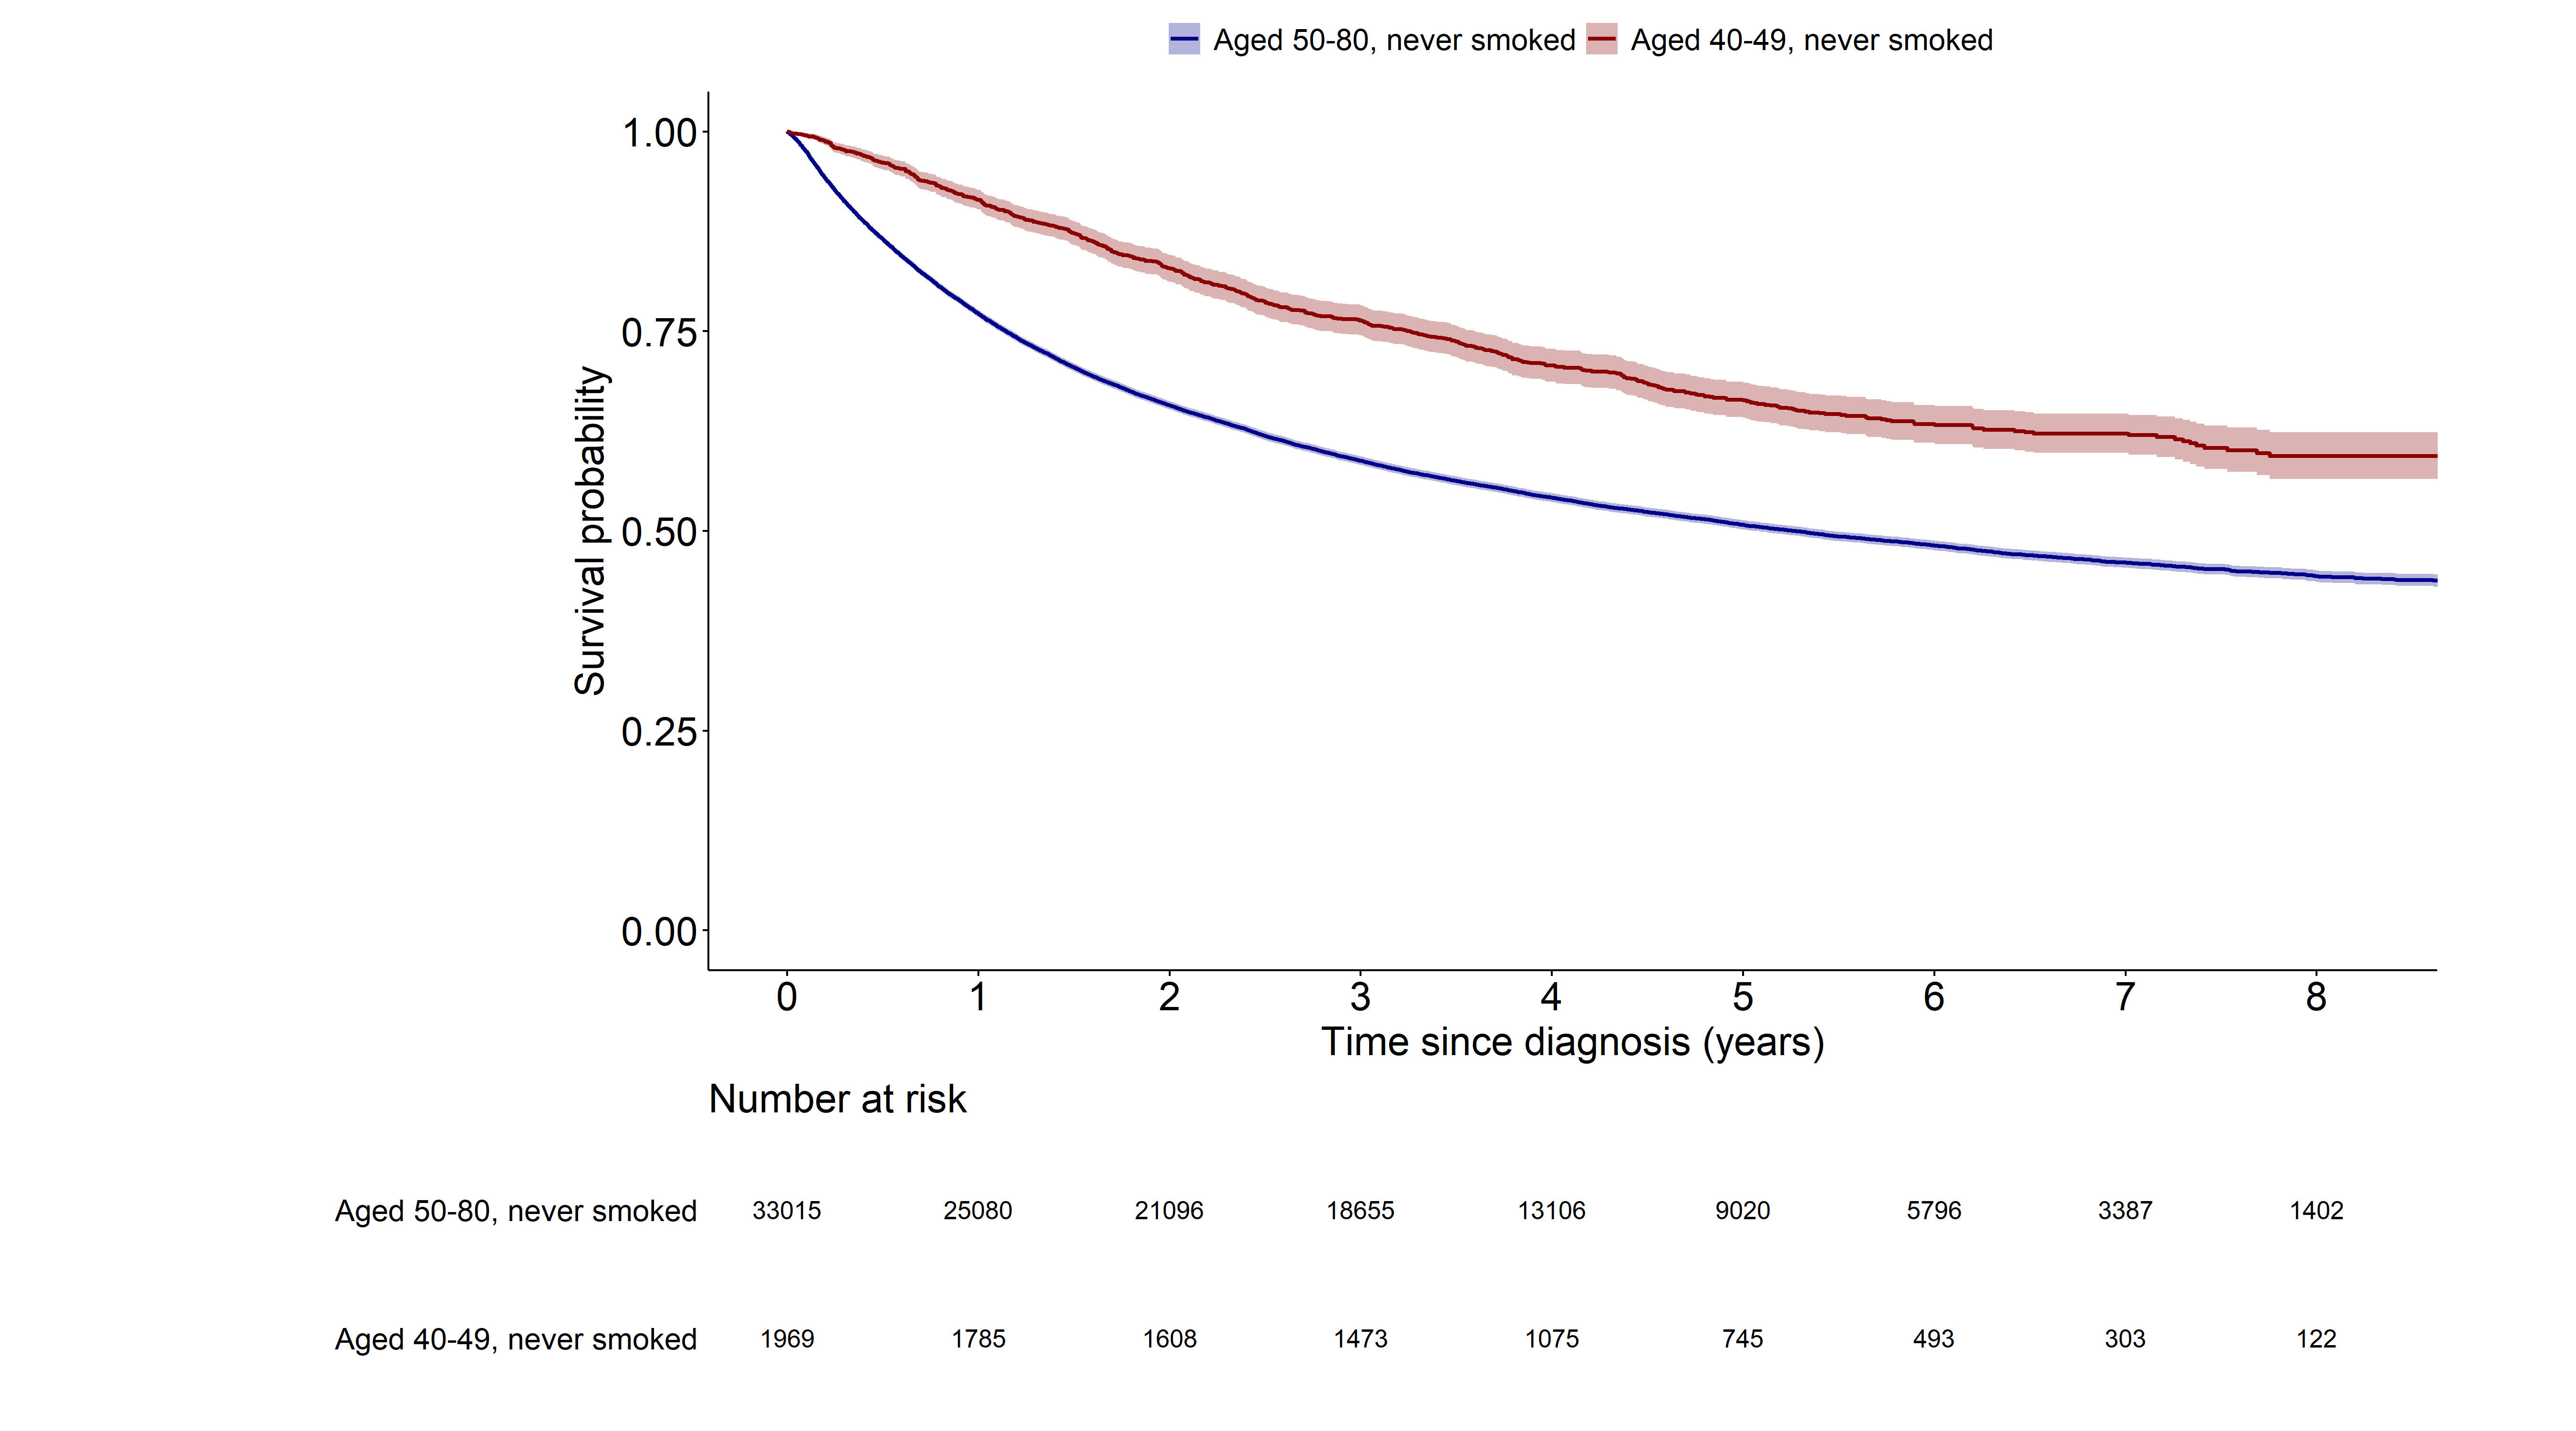 Aged 50-80, never smoked Aged 40-49, never smoked
1.00
0.75
0.50
0.25
0.00
Survival probability
0 1 2 3 4 5 6 7 8
Time since diagnosis (years)
Number at risk
Aged 50-80, never smoked 33015 25080 21096 18655 13106 9020 5796 3387 1402
Aged 40-49, never smoked 1969 1785 1608 1473 1075 745 493 303 122